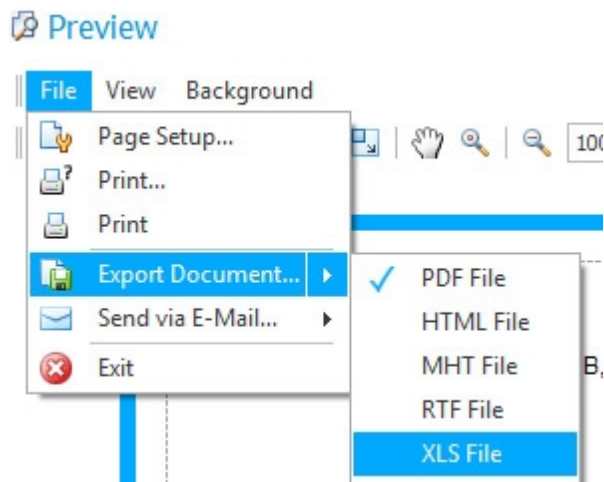 Preview
File View Background
100
Page Setup...
Print...
Print
Export Document...
Send via E-Mail...
Exit
PDF File
HTML File
MHT File
RTF File
XLS File
B,